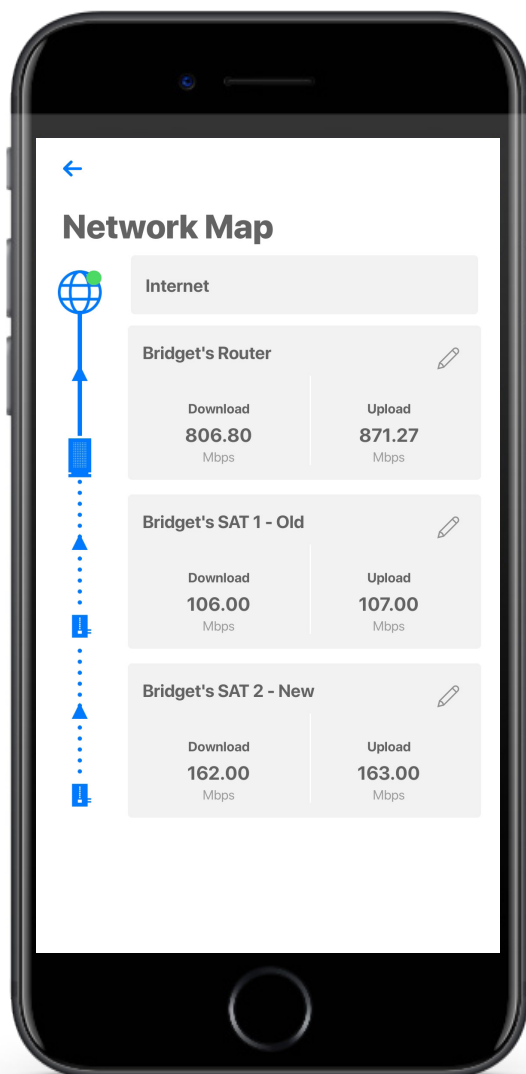 Network Map
Internet
Bridget's Router
Download Upload
806.80 871.27
Mbps Mbps
Bridget's SAT 1 - Old
Download Upload
106.00 107.00
Mbps Mbps
Bridget's SAT 2 - New
Download Upload
162.00 163.00
Mbps Mbps